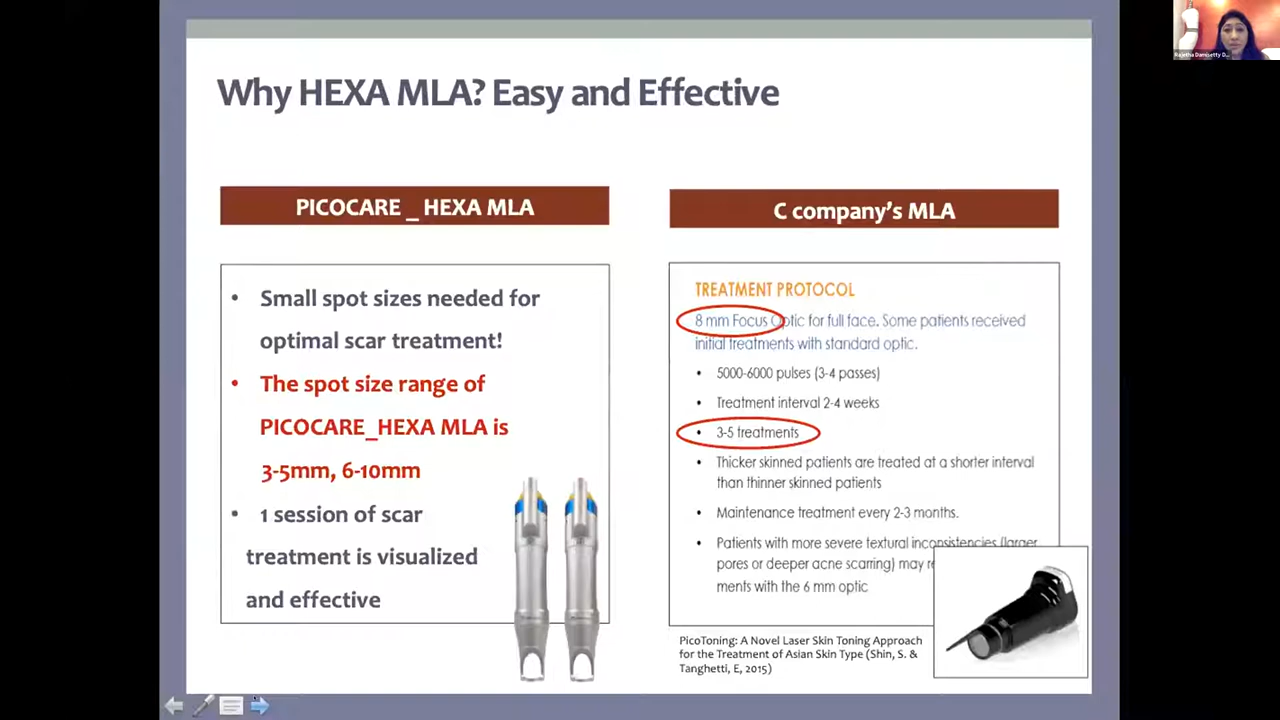 Rajetha Damisetty D...
Why HEXA MLA? Easy and Effective
PICOCARE _ HEXA MLA
• Small spot sizes needed for
optimal scar treatment!
• The spot size range of
PICOCARE_HEXA MLA is
3-5mm, 6-10mm
• 1 session of scar
treatment is visualized
and effective
C company's MLA
TREATMENT PROTOCOL
8 mm Focus Optic for full face. Some patients received
initial treatments with standard optic.
• 5000-6000 pulses (3-4 passes)
• Treatment interval 2-4 weeks
• 3-5 treatments
• Thicker skinned patients are treated at a shorter interval
than thinner skinned patients
• Maintenance treatment every 2-3 months.
• Patients with more severe textural inconsistencies (larger
pores or deeper acne scarring) may
ments with the 6 mm optic
PicoToning: A Novel Laser Skin Toning Approach
for the Treatment of Asian Skin Type (Shin, S. &
Tanghetti, E, 2015)